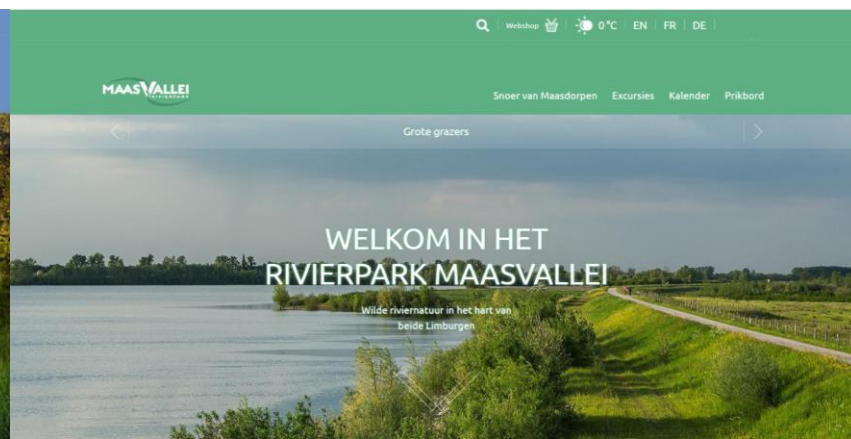 Webshop 0°C EN FR DE
MAASVALLEI
RIVIERPARK
Snoer van Maasdorpen Excursies Kalender Prikbord
Grote grazers
WELKOM IN HET
RIVIERPARK MAASVALLEI
Wilde riviernatuur in het hart van
beide Limburgen